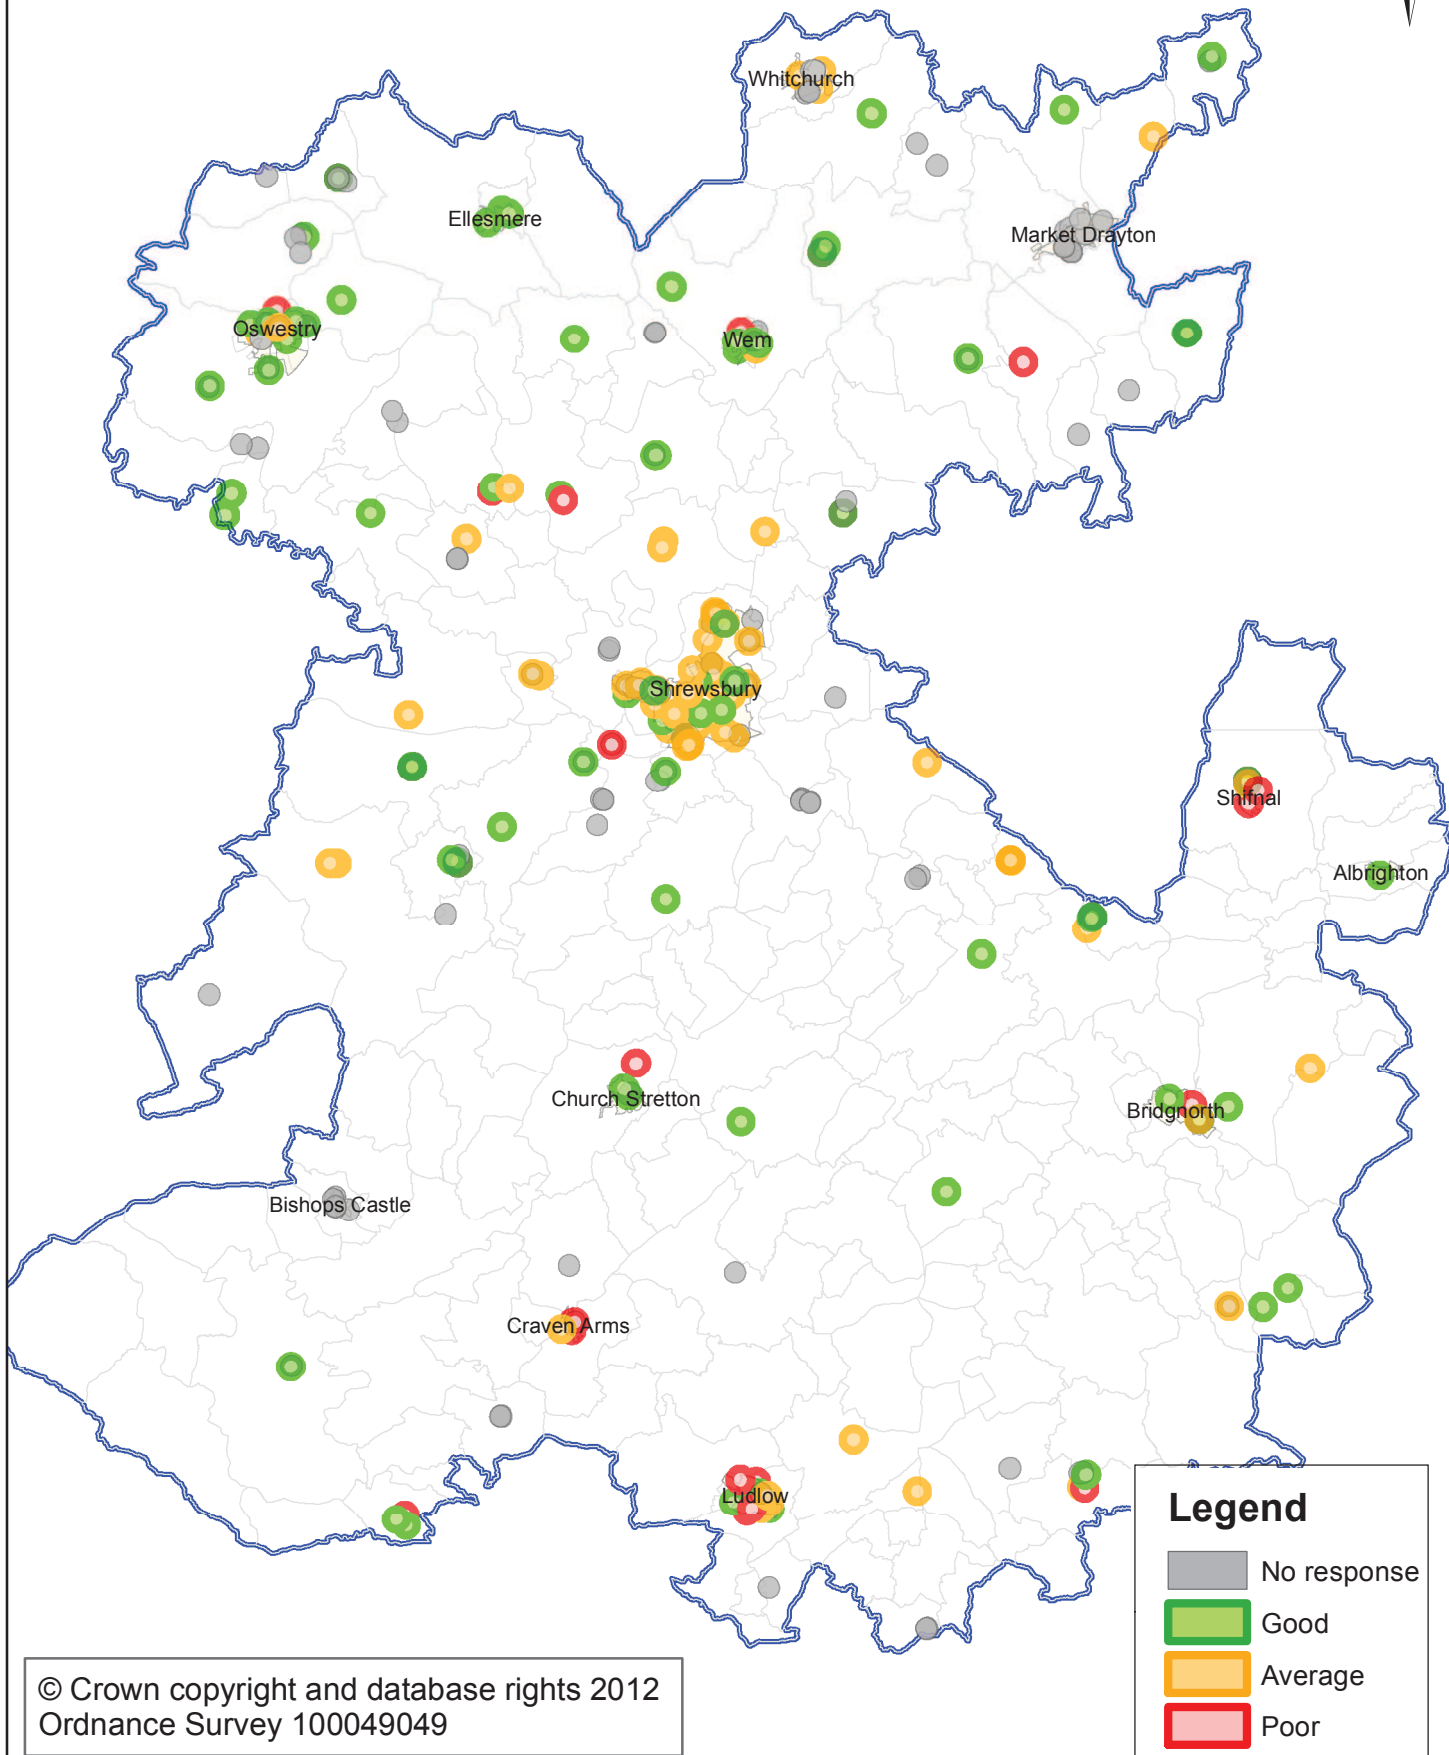 Whitchurch
Ellesmere
Market Drayton
Oswestry
Wem
Shrewsbury
Shifnal
Albrighton
Church Stretton
Bridgnorth
Bishops Castle
Craven Arms
Ludlow
Legend
No response
Good
Average
Poor
© Crown copyright and database rights 2012
Ordnance Survey 100049049